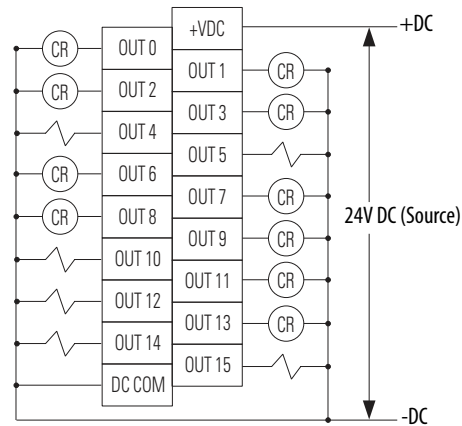 +VDC
+DC
CR
OUT 0
OUT 1
CR
CR
OUT 2
OUT 3
CR
OUT 4
OUT 5
CR
OUT 6
OUT 7
CR
24V DC (Source)
CR
OUT 8
OUT 9
CR
OUT 10
OUT 11
CR
OUT 12
OUT 13
CR
OUT 14
OUT 15
DC COM
-DC